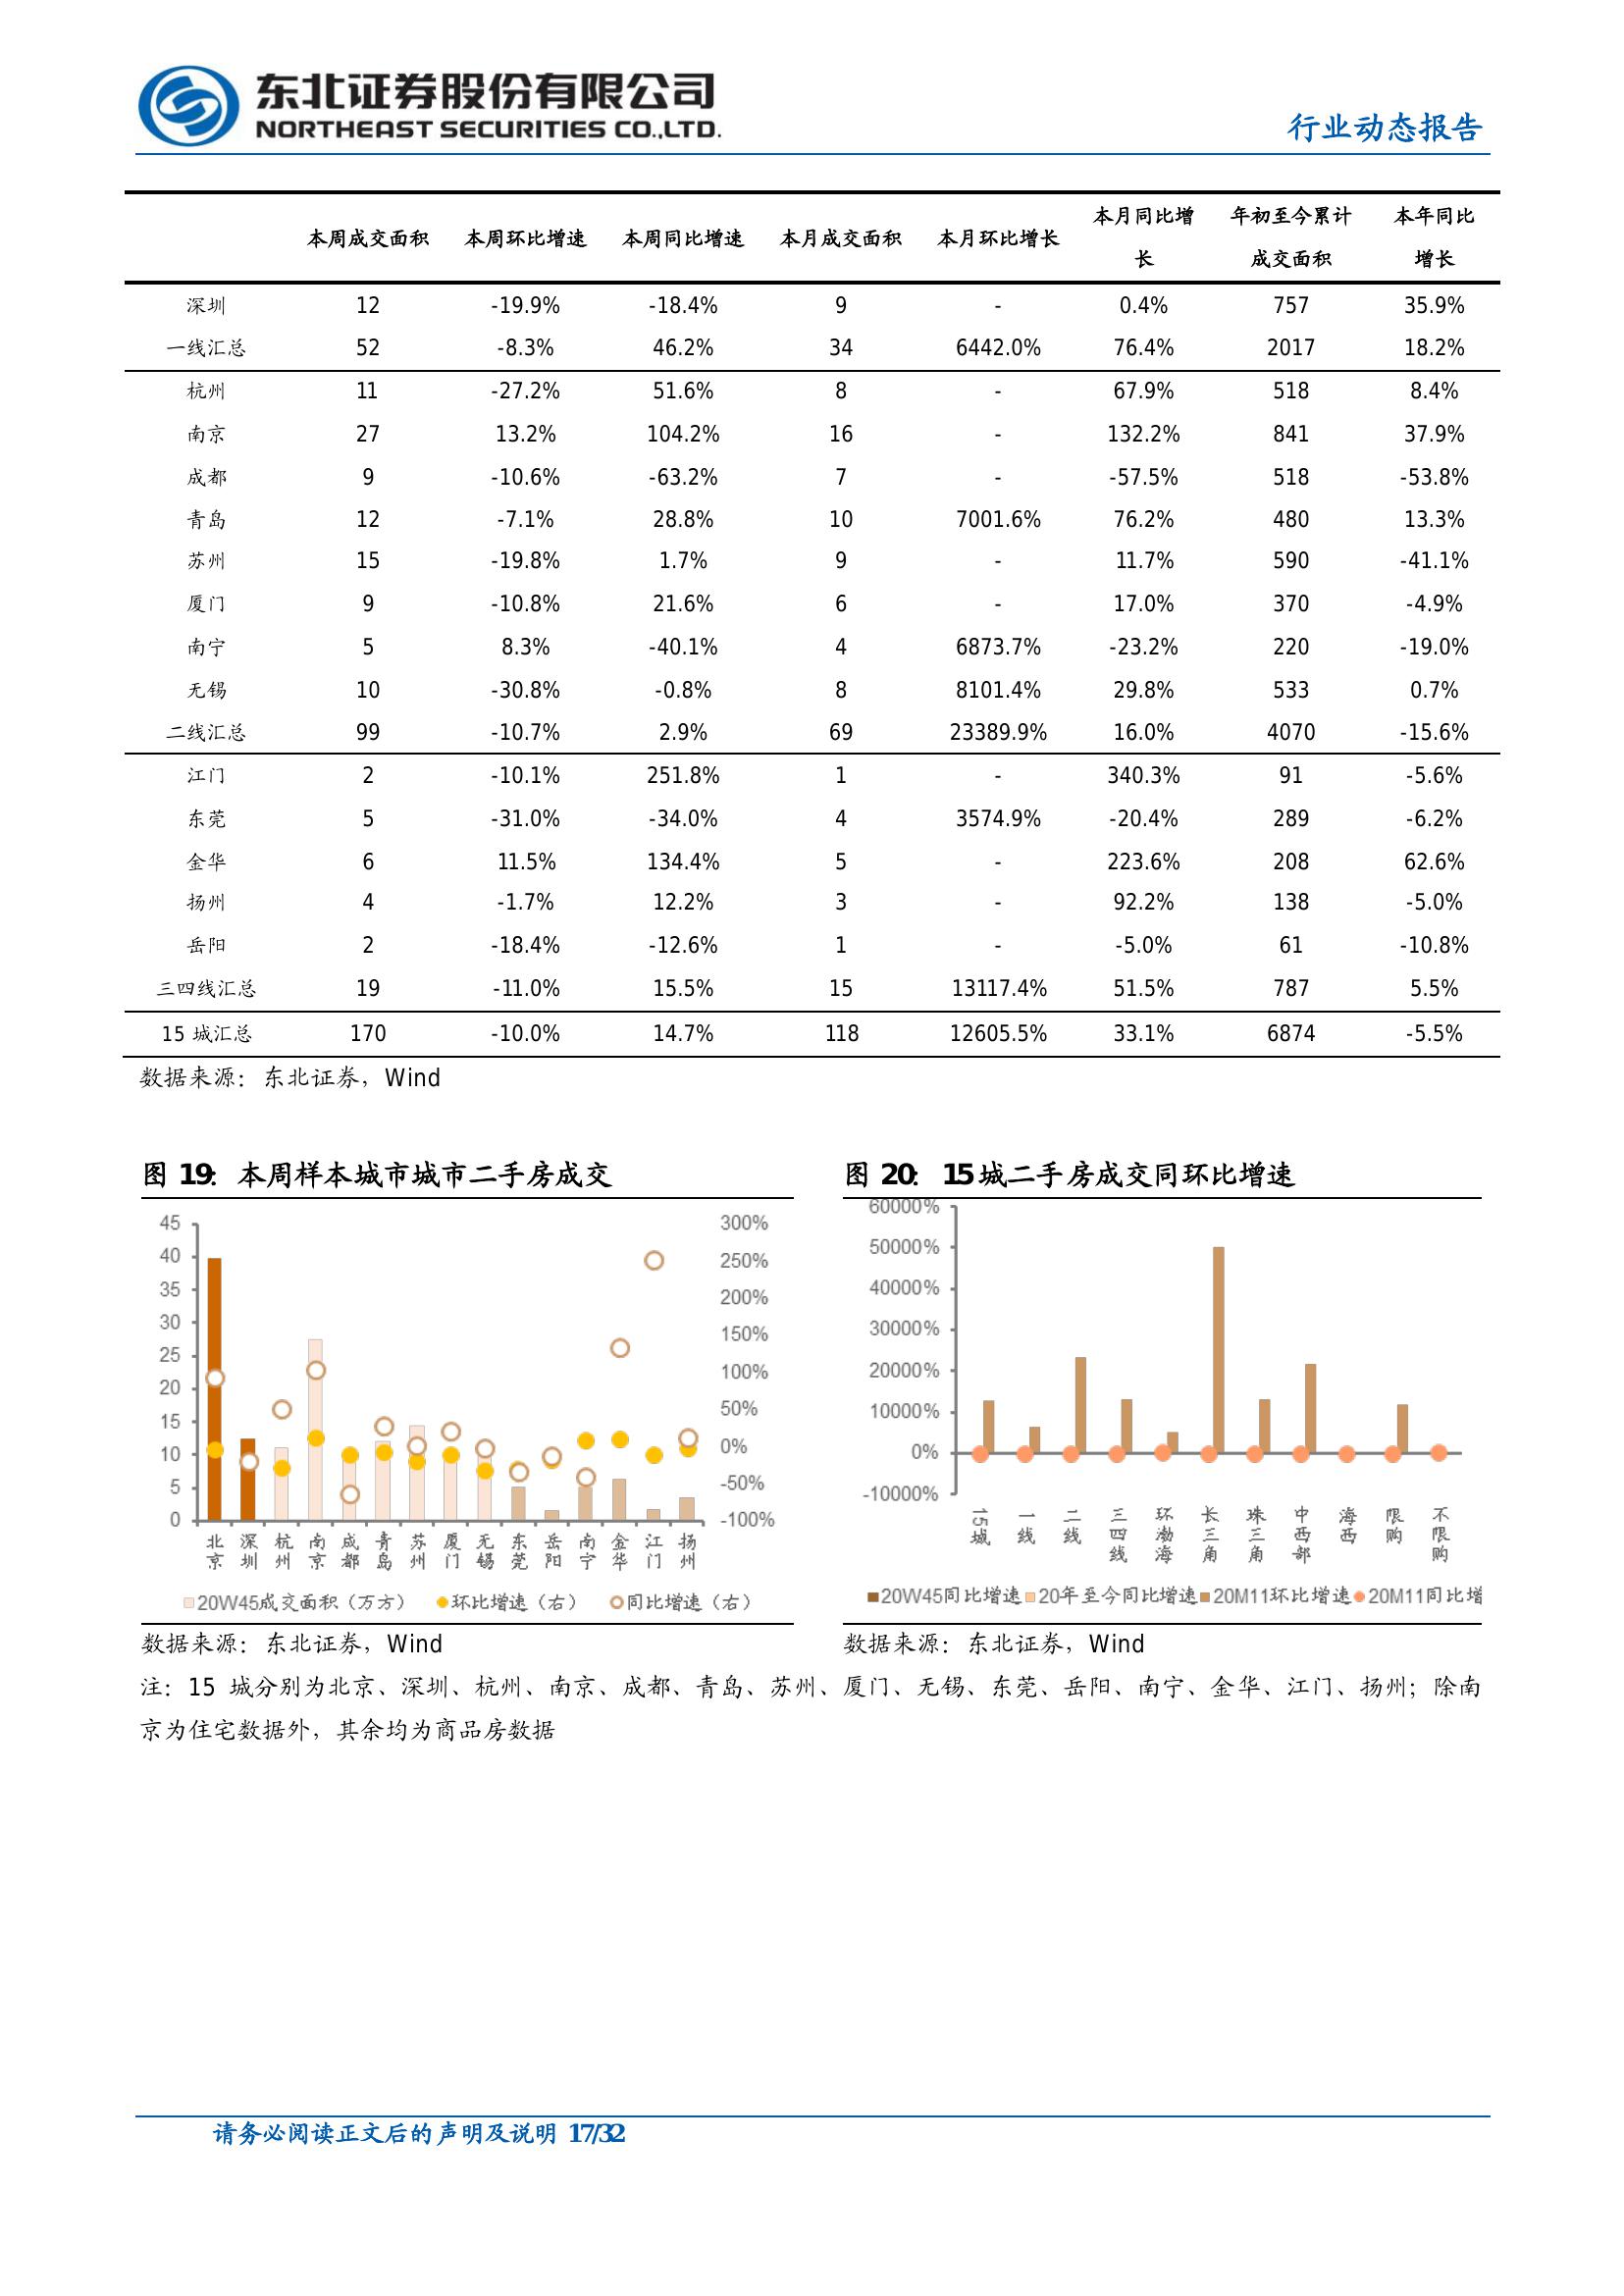 东北证券股份有限公司
NORTHEAST SECURITIES CO.,LTD.
行业动态报告
本周成交面积 本周环比增速 本周同比增速 本月成交面积 本月环比增长 本月同比增长 年初至今累计成交面积 本年同比增长
深圳 12 -19.9% -18.4% 9 - 0.4% 757 35.9%
一线汇总 52 -8.3% 46.2% 34 6442.0% 76.4% 2017 18.2%
杭州 11 -27.2% 51.6% 8 - 67.9% 518 8.4%
南京 27 13.2% 104.2% 16 - 132.2% 841 37.9%
成都 9 -10.6% -63.2% 7 - -57.5% 518 -53.8%
青岛 12 -7.1% 28.8% 10 7001.6% 76.2% 480 13.3%
苏州 15 -19.8% 1.7% 9 - 11.7% 590 -41.1%
厦门 9 -10.8% 21.6% 6 - 17.0% 370 -4.9%
南宁 5 8.3% -40.1% 4 6873.7% -23.2% 220 -19.0%
无锡 10 -30.8% -0.8% 8 8101.4% 29.8% 533 0.7%
二线汇总 99 -10.7% 2.9% 69 23389.9% 16.0% 4070 -15.6%
江门 2 -10.1% 251.8% 1 - 340.3% 91 -5.6%
东莞 5 -31.0% -34.0% 4 3574.9% -20.4% 289 -6.2%
金华 6 11.5% 134.4% 5 - 223.6% 208 62.6%
扬州 4 -1.7% 12.2% 3 - 92.2% 138 -5.0%
岳阳 2 -18.4% -12.6% 1 - -5.0% 61 -10.8%
三四线汇总 19 -11.0% 15.5% 15 13117.4% 51.5% 787 5.5%
15 城汇总 170 -10.0% 14.7% 118 12605.5% 33.1% 6874 -5.5%
数据来源：东北证券，Wind
图 19：本周样本城市城市二手房成交
45
40
35
30
25
20
15
10
5
0
300%
250%
200%
150%
100%
50%
0%
-50%
-100%
北京 深圳 杭州 南京 成都 青岛 苏州 厦门 无锡 东莞 岳阳 南宁 金华 江门 扬州
20W45成交面积（万方） 环比增速（右） 同比增速（右）
数据来源：东北证券，Wind
图 20：15 城二手房成交同环比增速
60000%
50000%
40000%
30000%
20000%
10000%
0%
-10000%
15城 一线 二线 三四线 环渤海 长三角 珠三角 中西部 海西 限购 不限购
20W45同比增速 20年至今同比增速 20M11环比增速 20M11同比增
数据来源：东北证券，Wind
注：15 城分别为北京、深圳、杭州、南京、成都、青岛、苏州、厦门、无锡、东莞、岳阳、南宁、金华、江门、扬州；除南
京为住宅数据外，其余均为商品房数据
请务必阅读正文后的声明及说明 17/32